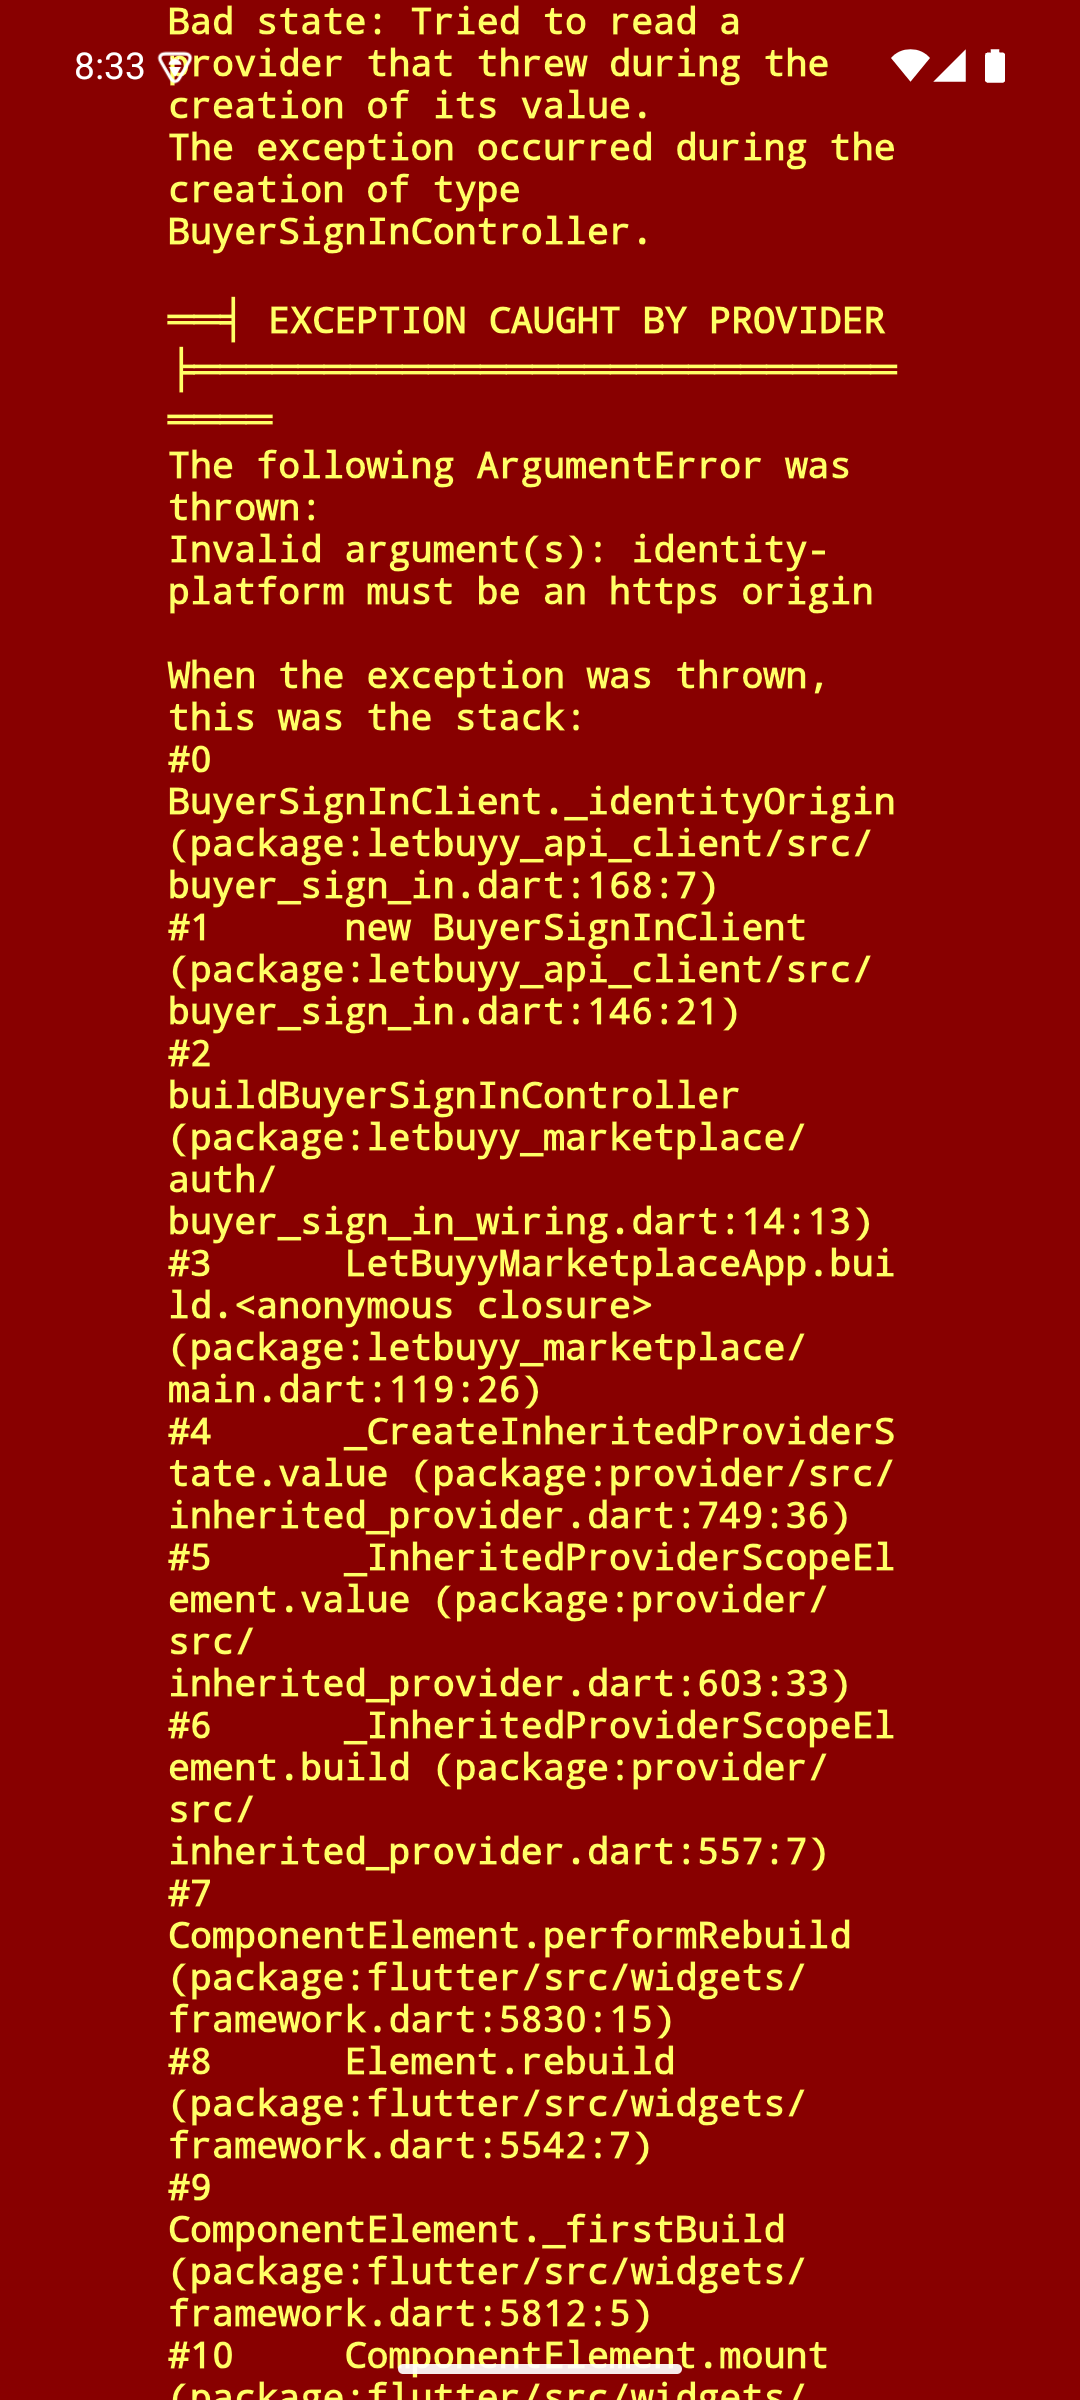 Bad state: Tried to read a
8:33
provider that threw during the
creation of its value.
The exception occurred during the
creation of type
BuyerSignInController.
══╡ EXCEPTION CAUGHT BY PROVIDER
╞═══════════════════════════
════
The following ArgumentError was
thrown:
Invalid argument(s): identity-
platform must be an https origin
When the exception was thrown,
this was the stack:
#0
BuyerSignInClient._identityOrigin
(package:letbuyy_api_client/src/
buyer_sign_in.dart:168:7)
#1      new BuyerSignInClient
(package:letbuyy_api_client/src/
buyer_sign_in.dart:146:21)
#2
buildBuyerSignInController
(package:letbuyy_marketplace/
auth/
buyer_sign_in_wiring.dart:14:13)
#3      LetBuyyMarketplaceApp.bui
ld.<anonymous closure>
(package:letbuyy_marketplace/
main.dart:119:26)
#4      _CreateInheritedProviderS
tate.value (package:provider/src/
inherited_provider.dart:749:36)
#5      _InheritedProviderScopeEl
ement.value (package:provider/
src/
inherited_provider.dart:603:33)
#6      _InheritedProviderScopeEl
ement.build (package:provider/
src/
inherited_provider.dart:557:7)
#7
ComponentElement.performRebuild
(package:flutter/src/widgets/
framework.dart:5830:15)
#8      Element.rebuild
(package:flutter/src/widgets/
framework.dart:5542:7)
#9
ComponentElement._firstBuild
(package:flutter/src/widgets/
framework.dart:5812:5)
#10     ComponentElement.mount
(package:flutter/src/widgets/